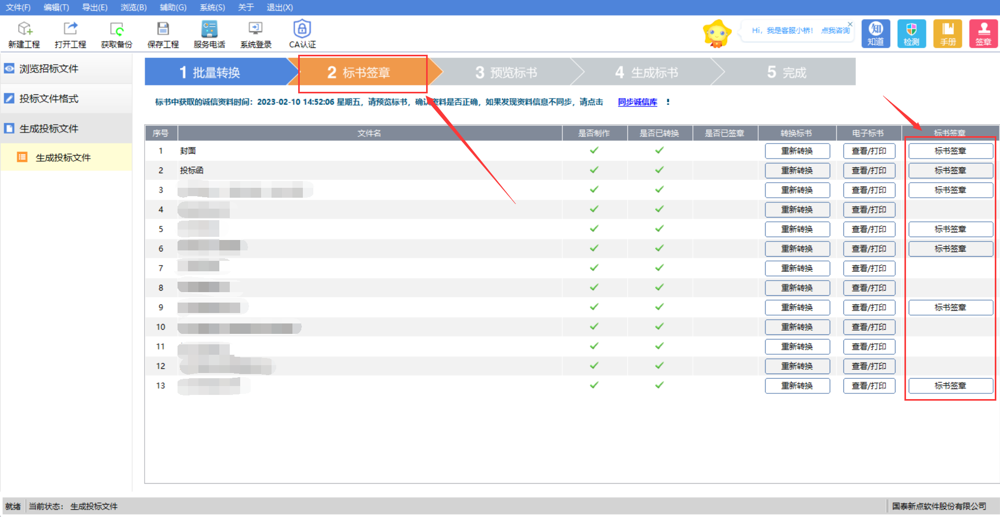 文件(F) 编辑(T) 导出(E) 浏览(B) 辅助(G) 系统(S) 关于 退出(X)
新建工程 打开工程 获取备份 保存工程 服务电话 系统登录 CA认证
Hi，我是客服小桥！ 点我咨询
知 知道 检测 手册 签章
浏览招标文件
投标文件格式
生成投标文件
生成投标文件
1 批量转换 2 标书签章 3 预览标书 4 生成标书 5 完成
标书中获取的诚信资料时间：2023-02-10 14:52:06 星期五，请预览标书，确认资料是否正确，如果发现资料信息不同步，请点击 同步诚信库 ！
序号 文件名 是否制作 是否已转换 是否已签章 转换标书 电子标书 标书签章
1 封面 重新转换 查看/打印 标书签章
2 投标函 重新转换 查看/打印 标书签章
3 重新转换 查看/打印 标书签章
4 重新转换 查看/打印
5 重新转换 查看/打印 标书签章
6 重新转换 查看/打印 标书签章
7 重新转换 查看/打印
8 重新转换 查看/打印
9 重新转换 查看/打印 标书签章
10 重新转换 查看/打印
11 重新转换 查看/打印
12 重新转换 查看/打印
13 重新转换 查看/打印 标书签章
就绪 当前状态： 生成投标文件 国泰新点软件股份有限公司